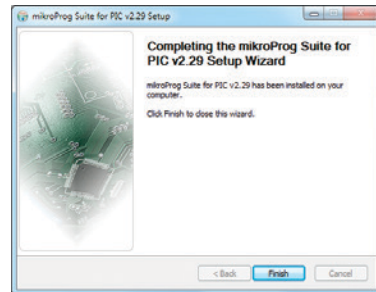 mikroProg Suite for PIC v2.29 Setup
Completing the mikroProg Suite for
PIC v2.29 Setup Wizard
mikroProg Suite for PIC v2.29 has been installed on your
computer.
Click Finish to close this wizard.
< Back
Finish
Cancel